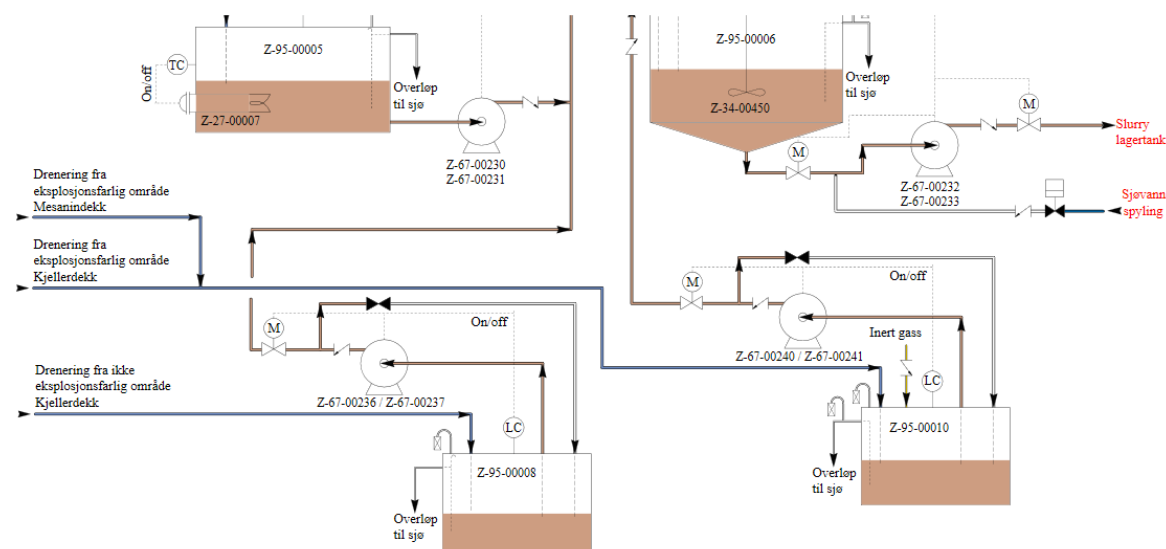 Z-95-00005
TC
On/off
Z-27-00007
Overløp
til sjø
Z-67-00230
Z-67-00231
Z-95-00006
Z-34-00450
Overløp
til sjø
M
M
Slurry
lagertank
Z-67-00232
Z-67-00233
Sjøvann
spyling
Drenering fra
eksplosjonsfarlig område
Mesanindekk
Drenering fra
eksplosjonsfarlig område
Kjellerdekk
M
On/off
Z-67-00236 / Z-67-00237
Drenering fra ikke
eksplosjonsfarlig område
Kjellerdekk
LC
Z-95-00008
Overløp
til sjø
M
On/off
Z-67-00240 / Z-67-00241
Inert gass
LC
Z-95-00010
Overløp
til sjø